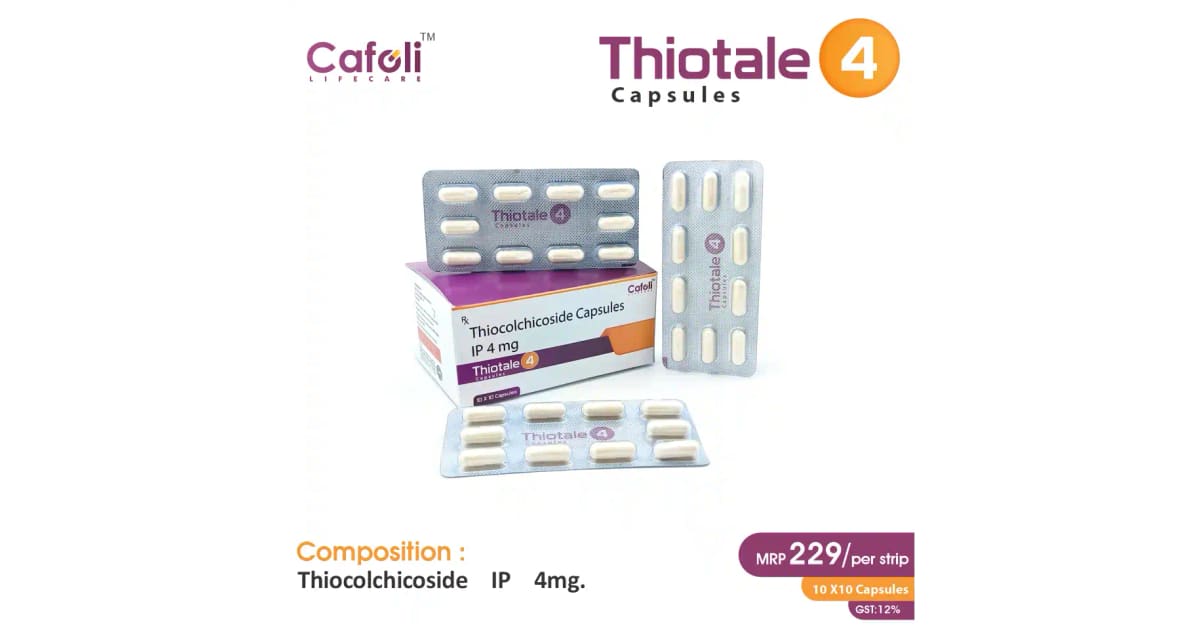 Cafoli TM
LIFECARE
Thiotale 4
Capsules
Thiotale 4
Capsules
Thiotale 4
Capsules
Cafoli
Rx
Thiocolchicoside Capsules
IP 4 mg
Thiotale 4
Capsules
10 X 10 Capsules
Thiotale 4
Capsules
Composition :
Thiocolchicoside IP 4mg.
MRP 229/per strip
10 X10 Capsules
GST:12%